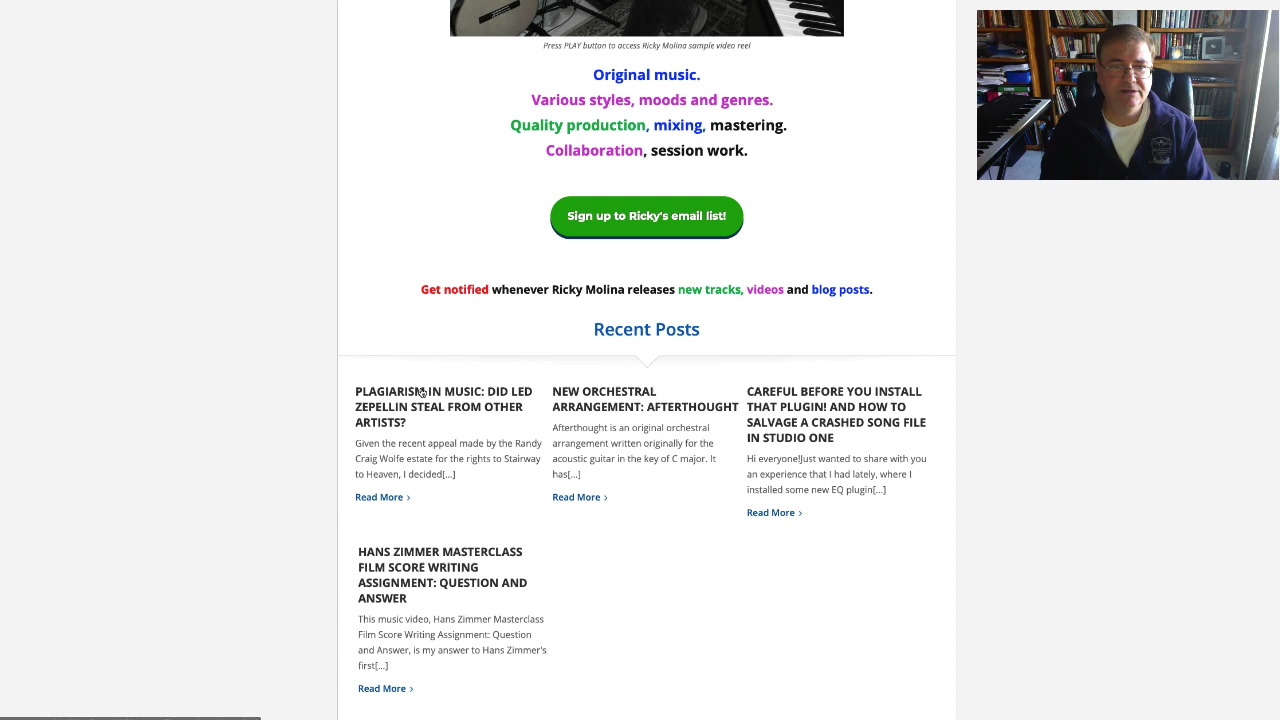 Press PLAY button to access Ricky Molina sample video reel
Original music.
Various styles, moods and genres.
Quality production, mixing, mastering.
Collaboration, session work.
Sign up to Ricky's email list!
Get notified whenever Ricky Molina releases new tracks, videos and blog posts.
Recent Posts
PLAGIARISM IN MUSIC: DID LED
ZEPELLIN STEAL FROM OTHER
ARTISTS?
Given the recent appeal made by the Randy
Craig Wolfe estate for the rights to Stairway
to Heaven, I decided[...]
Read More >
NEW ORCHESTRAL
ARRANGEMENT: AFTERTHOUGHT
Afterthought is an original orchestral
arrangement written originally for the
acoustic guitar in the key of C major. It
has[...]
Read More >
CAREFUL BEFORE YOU INSTALL
THAT PLUGIN! AND HOW TO
SALVAGE A CRASHED SONG FILE
IN STUDIO ONE
Hi everyone!Just wanted to share with you
an experience that I had lately, where I
installed some new EQ plugin[...]
Read More >
HANS ZIMMER MASTERCLASS
FILM SCORE WRITING
ASSIGNMENT: QUESTION AND
ANSWER
This music video, Hans Zimmer Masterclass
Film Score Writing Assignment: Question
and Answer, is my answer to Hans Zimmer's
first[...]
Read More >